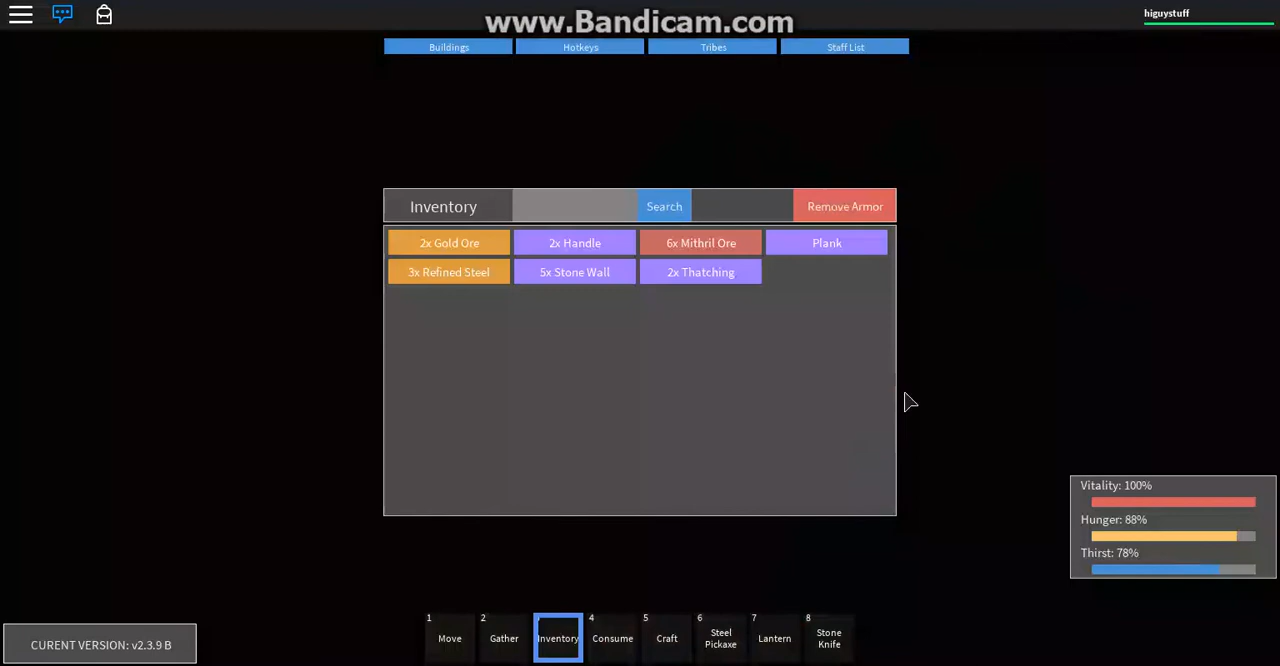 www.Bandicam.com
higuystuff
Buildings Hotkeys Tribes Staff List
Inventory Search Remove Armor
2x Gold Ore 2x Handle 6x Mithril Ore Plank
3x Refined Steel 5x Stone Wall 2x Thatching
Vitality: 100%
Hunger: 88%
Thirst: 78%
1 Move 2 Gather Inventory 4 Consume 5 Craft 6 Steel Pickaxe 7 Lantern 8 Stone Knife
CURENT VERSION: v2.3.9 B